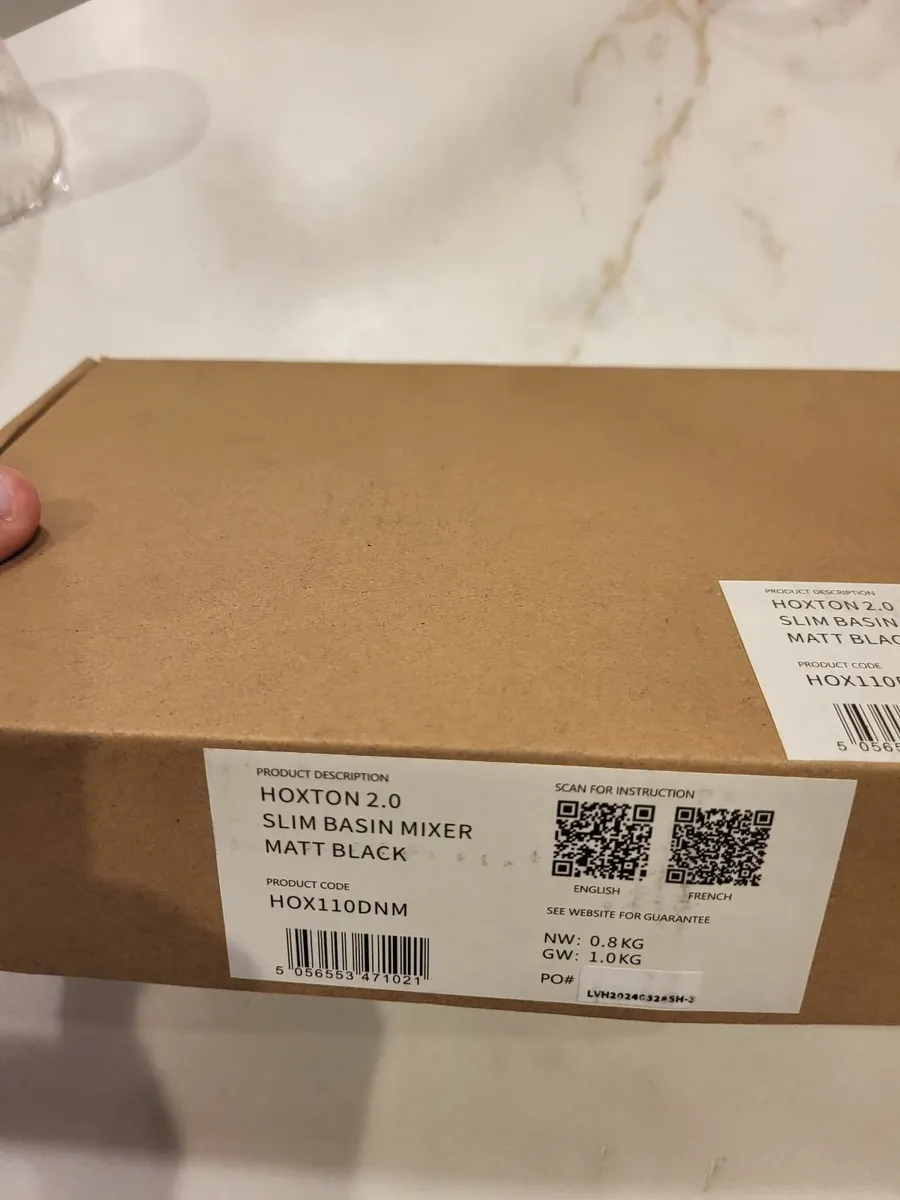 PRODUCT DESCRIPTION
HOXTON 2.0
SLIM BASIN
MATT BLAC
PRODUCT CODE
HOX110
5 0565
PRODUCT DESCRIPTION
HOXTON 2.0
SLIM BASIN MIXER
MATT BLACK
PRODUCT CODE
HOX110DNM
5 056553 471021
SCAN FOR INSTRUCTION
ENGLISH
FRENCH
SEE WEBSITE FOR GUARANTEE
NW: 0.8KG
GW: 1.0KG
PO#